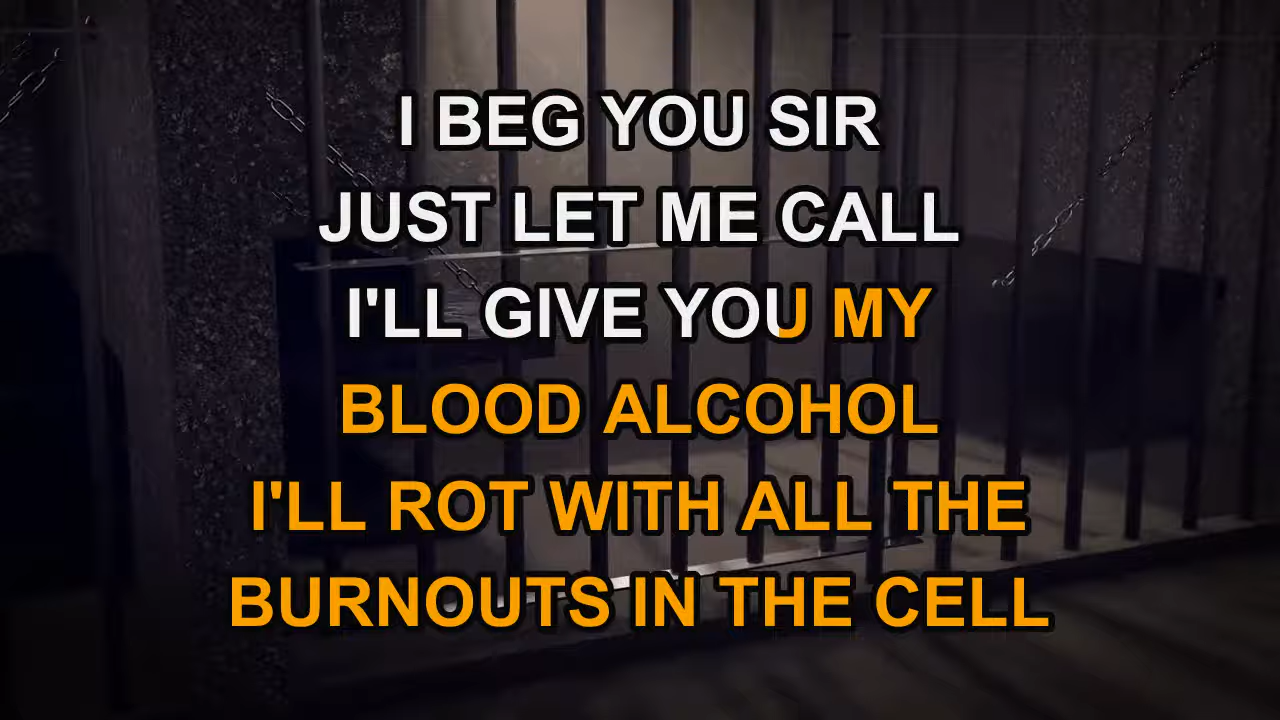 I BEG YOU SIR
JUST LET ME CALL
I'LL GIVE YOU MY
BLOOD ALCOHOL
I'LL ROT WITH ALL THE
BURNOUTS IN THE CELL